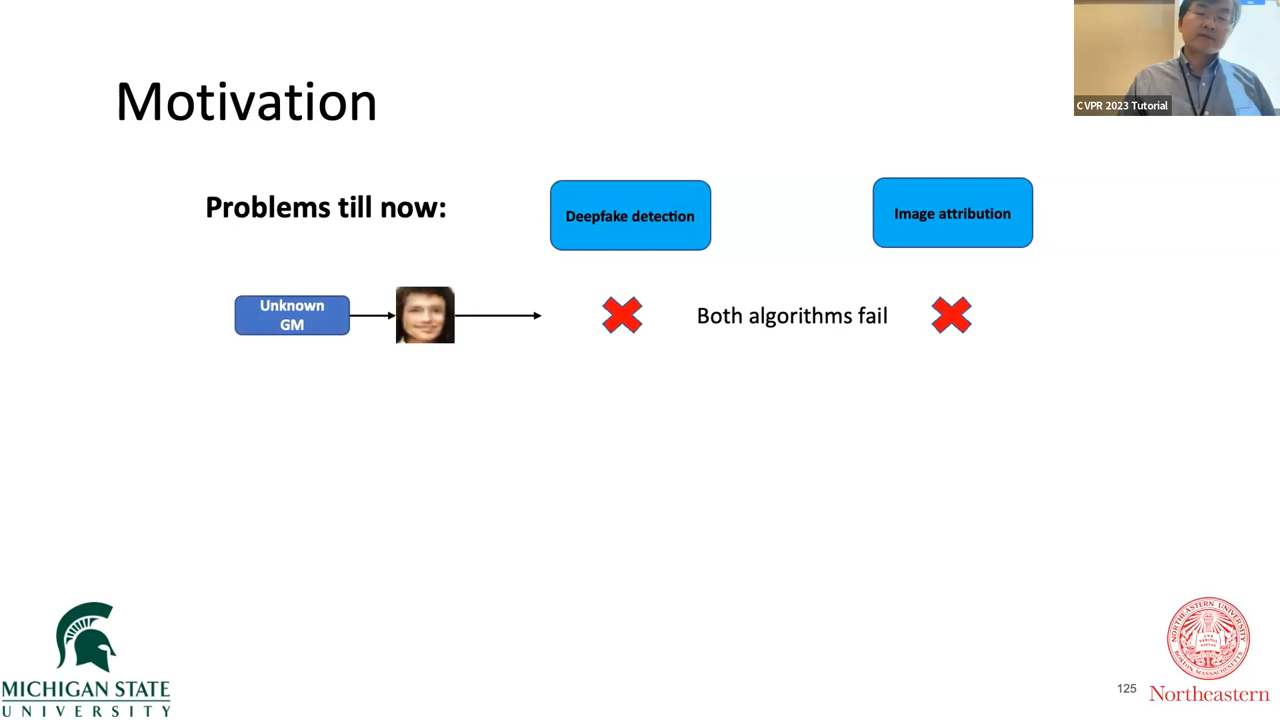 CVPR 2023 Tutorial
Motivation
Problems till now:
Deepfake detection
Image attribution
Unknown
GM
Both algorithms fail
MICHIGAN STATE
UNIVERSITY
125
Northeastern